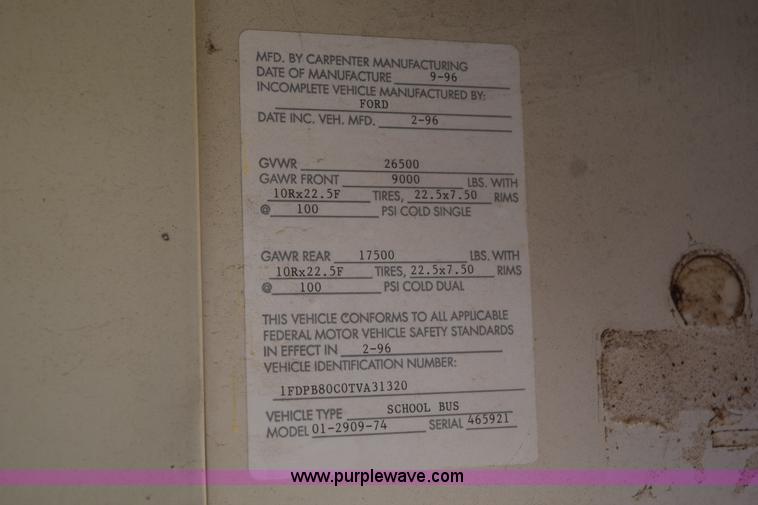 MFD. BY CARPENTER MANUFACTURING
DATE OF MANUFACTURE 9-96
INCOMPLETE VEHICLE MANUFACTURED BY:
FORD
DATE INC. VEH. MFD. 2-96
GVWR 26500
GAWR FRONT 9000 LBS. WITH
10Rx22.5F TIRES, 22.5x7.50 RIMS
@ 100 PSI COLD SINGLE
GAWR REAR 17500 LBS. WITH
10Rx22.5F TIRES, 22.5x7.50 RIMS
@ 100 PSI COLD DUAL
THIS VEHICLE CONFORMS TO ALL APPLICABLE
FEDERAL MOTOR VEHICLE SAFETY STANDARDS
IN EFFECT IN 2-96
VEHICLE IDENTIFICATION NUMBER:
1FDPB80C0TVA31320
VEHICLE TYPE SCHOOL BUS
MODEL 01-2909-74 SERIAL 465921
www.purplewave.com